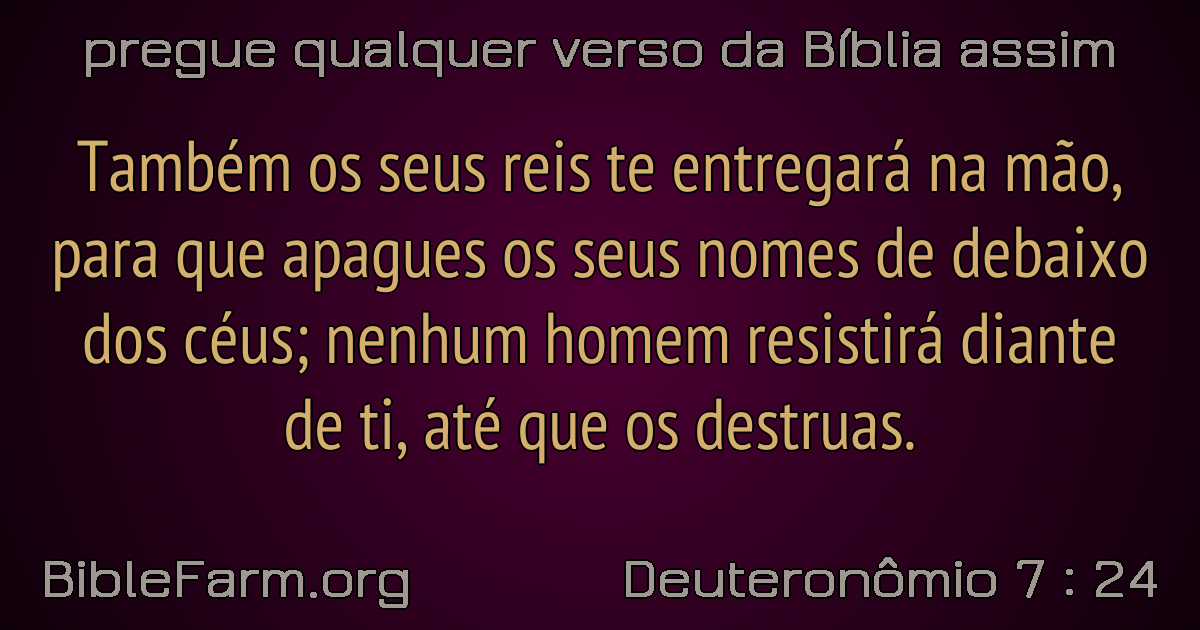 pregue qualquer verso da Bíblia assim
Também os seus reis te entregará na mão,
para que apagues os seus nomes de debaixo
dos céus; nenhum homem resistirá diante
de ti, até que os destruas.
BibleFarm.org
Deuteronômio 7 : 24